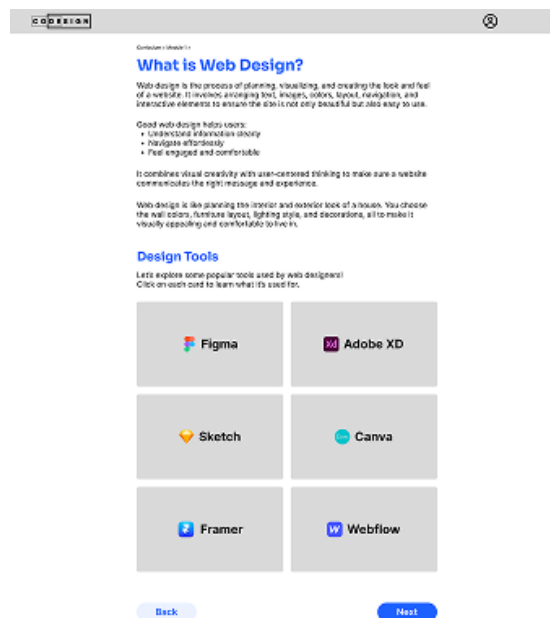 CODESIGN
What is Web Design?
Web design is the process of planning, visualizing, and creating the look and feel
of a website. It involves arranging text, images, colors, layout, navigation, and
interactive elements to ensure the site is not only beautiful but also easy to use.
Good web design helps users:
• Understand information clearly
• Navigate effortlessly
• Feel engaged and comfortable
It combines visual creativity with user-centered thinking to make sure a website
communicates the right message and experience.
Web design is like planning the interior and exterior look of a house. You choose
the wall colors, furniture layout, lighting style, and decorations, all to make it
visually appealing and comfortable to live in.
Design Tools
Let's explore some popular tools used by web designers!
Click on each card to learn what it's used for.
Figma
Xd Adobe XD
Sketch
Canva
Framer
W Webflow
Back
Next